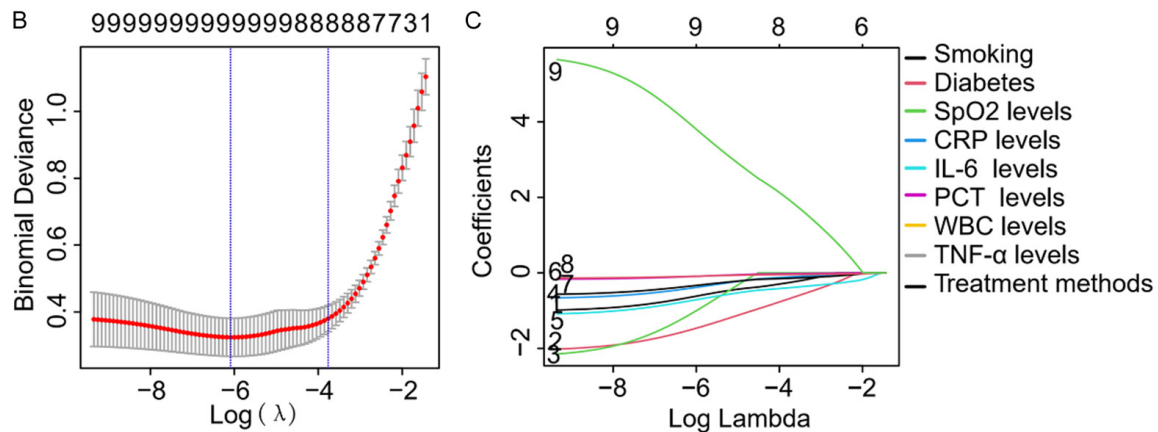 B
9999999999999998888877731
Binomial Deviance
1.0
0.8
0.6
0.4
−8 −6 −4 −2
Log (λ)
C
9 9 8 6
Coefficients
4
2
0
−2
9
8
6
7
4
1
5
2
3
−8 −6 −4 −2
Log Lambda
Smoking
Diabetes
SpO2 levels
CRP levels
IL-6 levels
PCT levels
WBC levels
TNF-α levels
Treatment methods